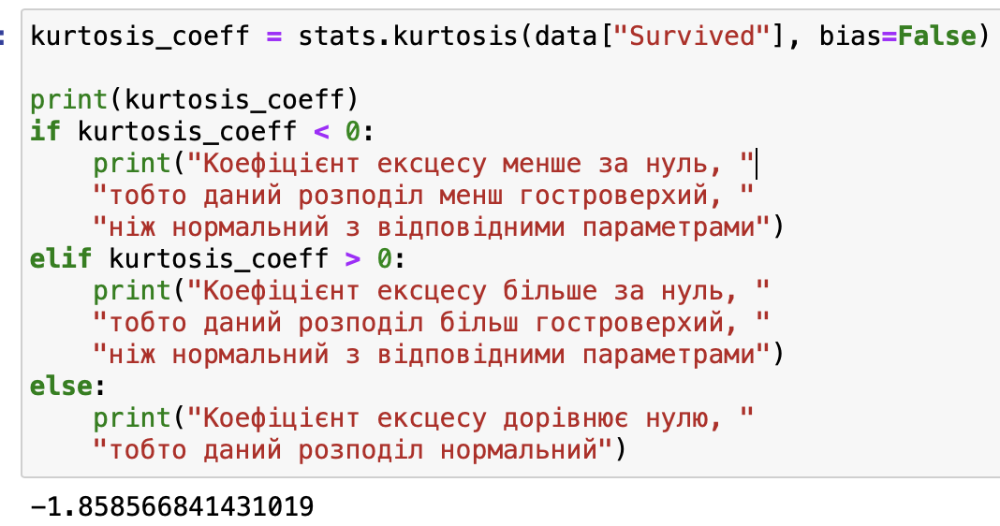 :
kurtosis_coeff = stats.kurtosis(data["Survived"], bias=False)
print(kurtosis_coeff)
if kurtosis_coeff < 0:
    print("Коефіцієнт ексцесу менше за нуль, "
    "тобто даний розподіл менш гостроверхий, "
    "ніж нормальний з відповідними параметрами")
elif kurtosis_coeff > 0:
    print("Коефіцієнт ексцесу більше за нуль, "
    "тобто даний розподіл більш гостроверхий, "
    "ніж нормальний з відповідними параметрами")
else:
    print("Коефіцієнт ексцесу дорівнює нулю, "
    "тобто даний розподіл нормальний")
-1.858566841431019